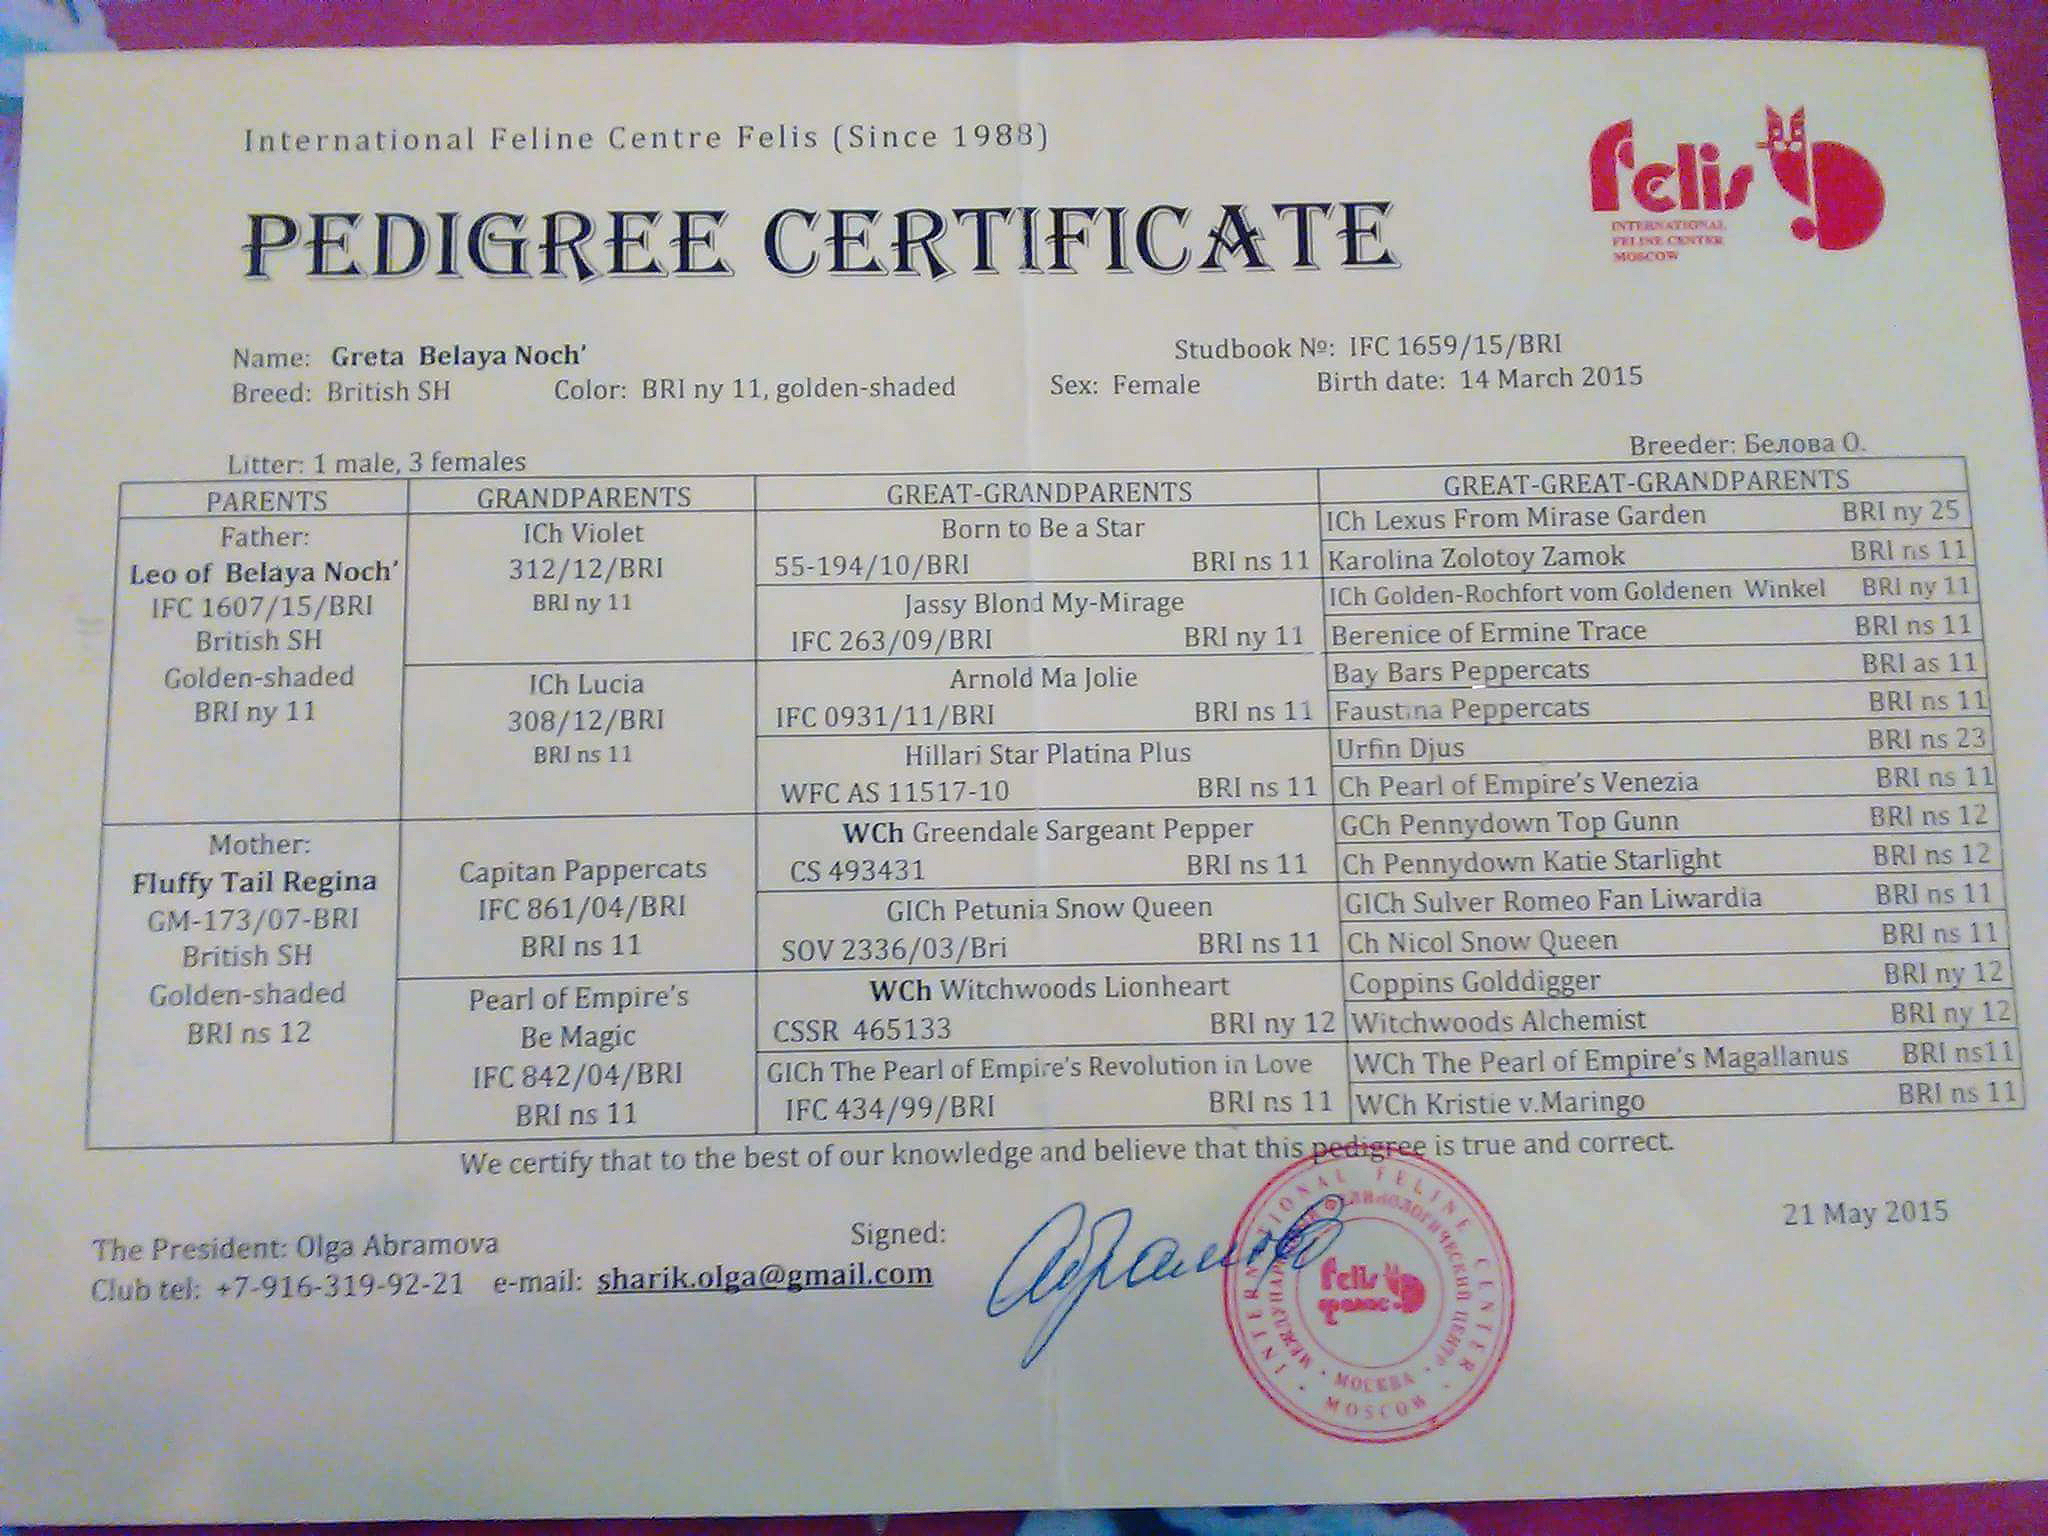 International Feline Centre Felis (Since 1988)
PEDIGREE CERTIFICATE
Felis
INTERNATIONAL
FELINE CENTER
MOSCOW
Name: Greta Belaya Noch’
Studbook №: IFC 1659/15/BRI
Breed: British SH Color: BRI ny 11, golden-shaded Sex: Female Birth date: 14 March 2015
Litter: 1 male, 3 females
Breeder: Белова О.
PARENTS GRANDPARENTS GREAT-GRANDPARENTS GREAT-GREAT-GRANDPARENTS
Father:
Leo of Belaya Noch’
IFC 1607/15/BRI
British SH
Golden-shaded
BRI ny 11
Mother:
Fluffy Tail Regina
GM-173/07-BRI
British SH
Golden-shaded
BRI ns 12
ICh Violet
312/12/BRI
BRI ny 11
ICh Lucia
308/12/BRI
BRI ns 11
Capitan Pappercats
IFC 861/04/BRI
BRI ns 11
Pearl of Empire’s
Be Magic
IFC 842/04/BRI
BRI ns 11
Born to Be a Star
55-194/10/BRI BRI ns 11
Jassy Blond My-Mirage
IFC 263/09/BRI BRI ny 11
Arnold Ma Jolie
IFC 0931/11/BRI BRI ns 11
Hillari Star Platina Plus
WFC AS 11517-10 BRI ns 11
WCh Greendale Sargeant Pepper
CS 493431 BRI ns 11
GICh Petunia Snow Queen
SOV 2336/03/Bri BRI ns 11
WCh Witchwoods Lionheart
CSSR 465133 BRI ny 12
GICh The Pearl of Empire’s Revolution in Love
IFC 434/99/BRI BRI ns 11
ICh Lexus From Mirase Garden BRI ny 25
Karolina Zolotoy Zamok BRI ns 11
ICh Golden-Rochfort vom Goldenen Winkel BRI ny 11
Berenice of Ermine Trace BRI ns 11
Bay Bars Peppercats BRI as 11
Faustina Peppercats BRI ns 11
Urfin Djus BRI ns 23
Ch Pearl of Empire’s Venezia BRI ns 11
GCh Pennydown Top Gunn BRI ns 12
Ch Pennydown Katie Starlight BRI ns 12
GICh Sulver Romeo Fan Liwardia BRI ns 11
Ch Nicol Snow Queen BRI ns 11
Coppins Golddigger BRI ny 12
Witchwoods Alchemist BRI ny 12
WCh The Pearl of Empire’s Magallanus BRI ns11
WCh Kristie v.Maringo BRI ns 11
We certify that to the best of our knowledge and believe that this pedigree is true and correct.
21 May 2015
The President: Olga Abramova
Signed:
Club tel: +7-916-319-92-21 e-mail: sharik.olga@gmail.com
INTERNATIONAL FELINE CENTER
MOSCOW
МЕЖДУНАРОДНЫЙ ФЕЛИНОЛОГИЧЕСКИЙ ЦЕНТР
МОСКВА
felis
фелис